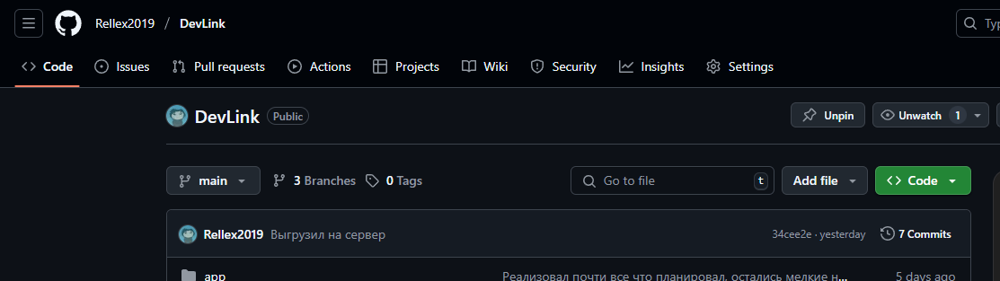 Rellex2019 / DevLink
Code Issues Pull requests Actions Projects Wiki Security Insights Settings
DevLink Public Unpin Unwatch 1
main 3 Branches 0 Tags Go to file t Add file Code
Rellex2019 Выгрузил на сервер 34cee2e · yesterday 7 Commits
app Реализовал почти все что планировал, остались мелкие н... 5 days ago